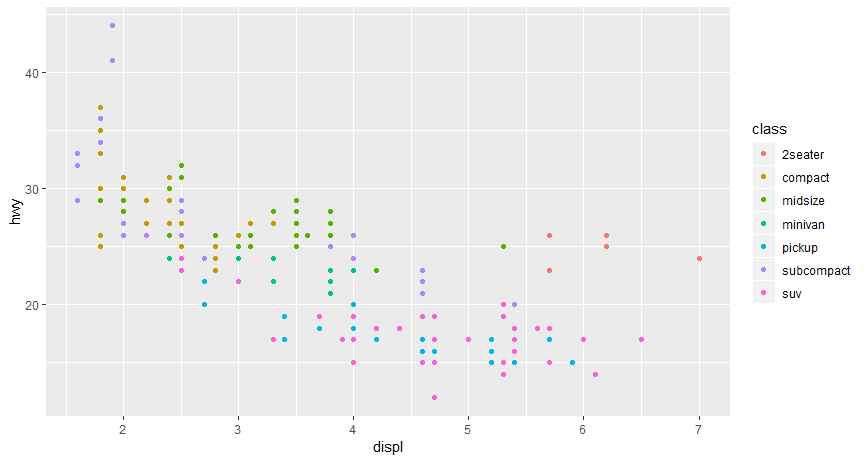 hwy
40
30
20
2 3 4 5 6 7
displ
class
2seater
compact
midsize
minivan
pickup
subcompact
suv